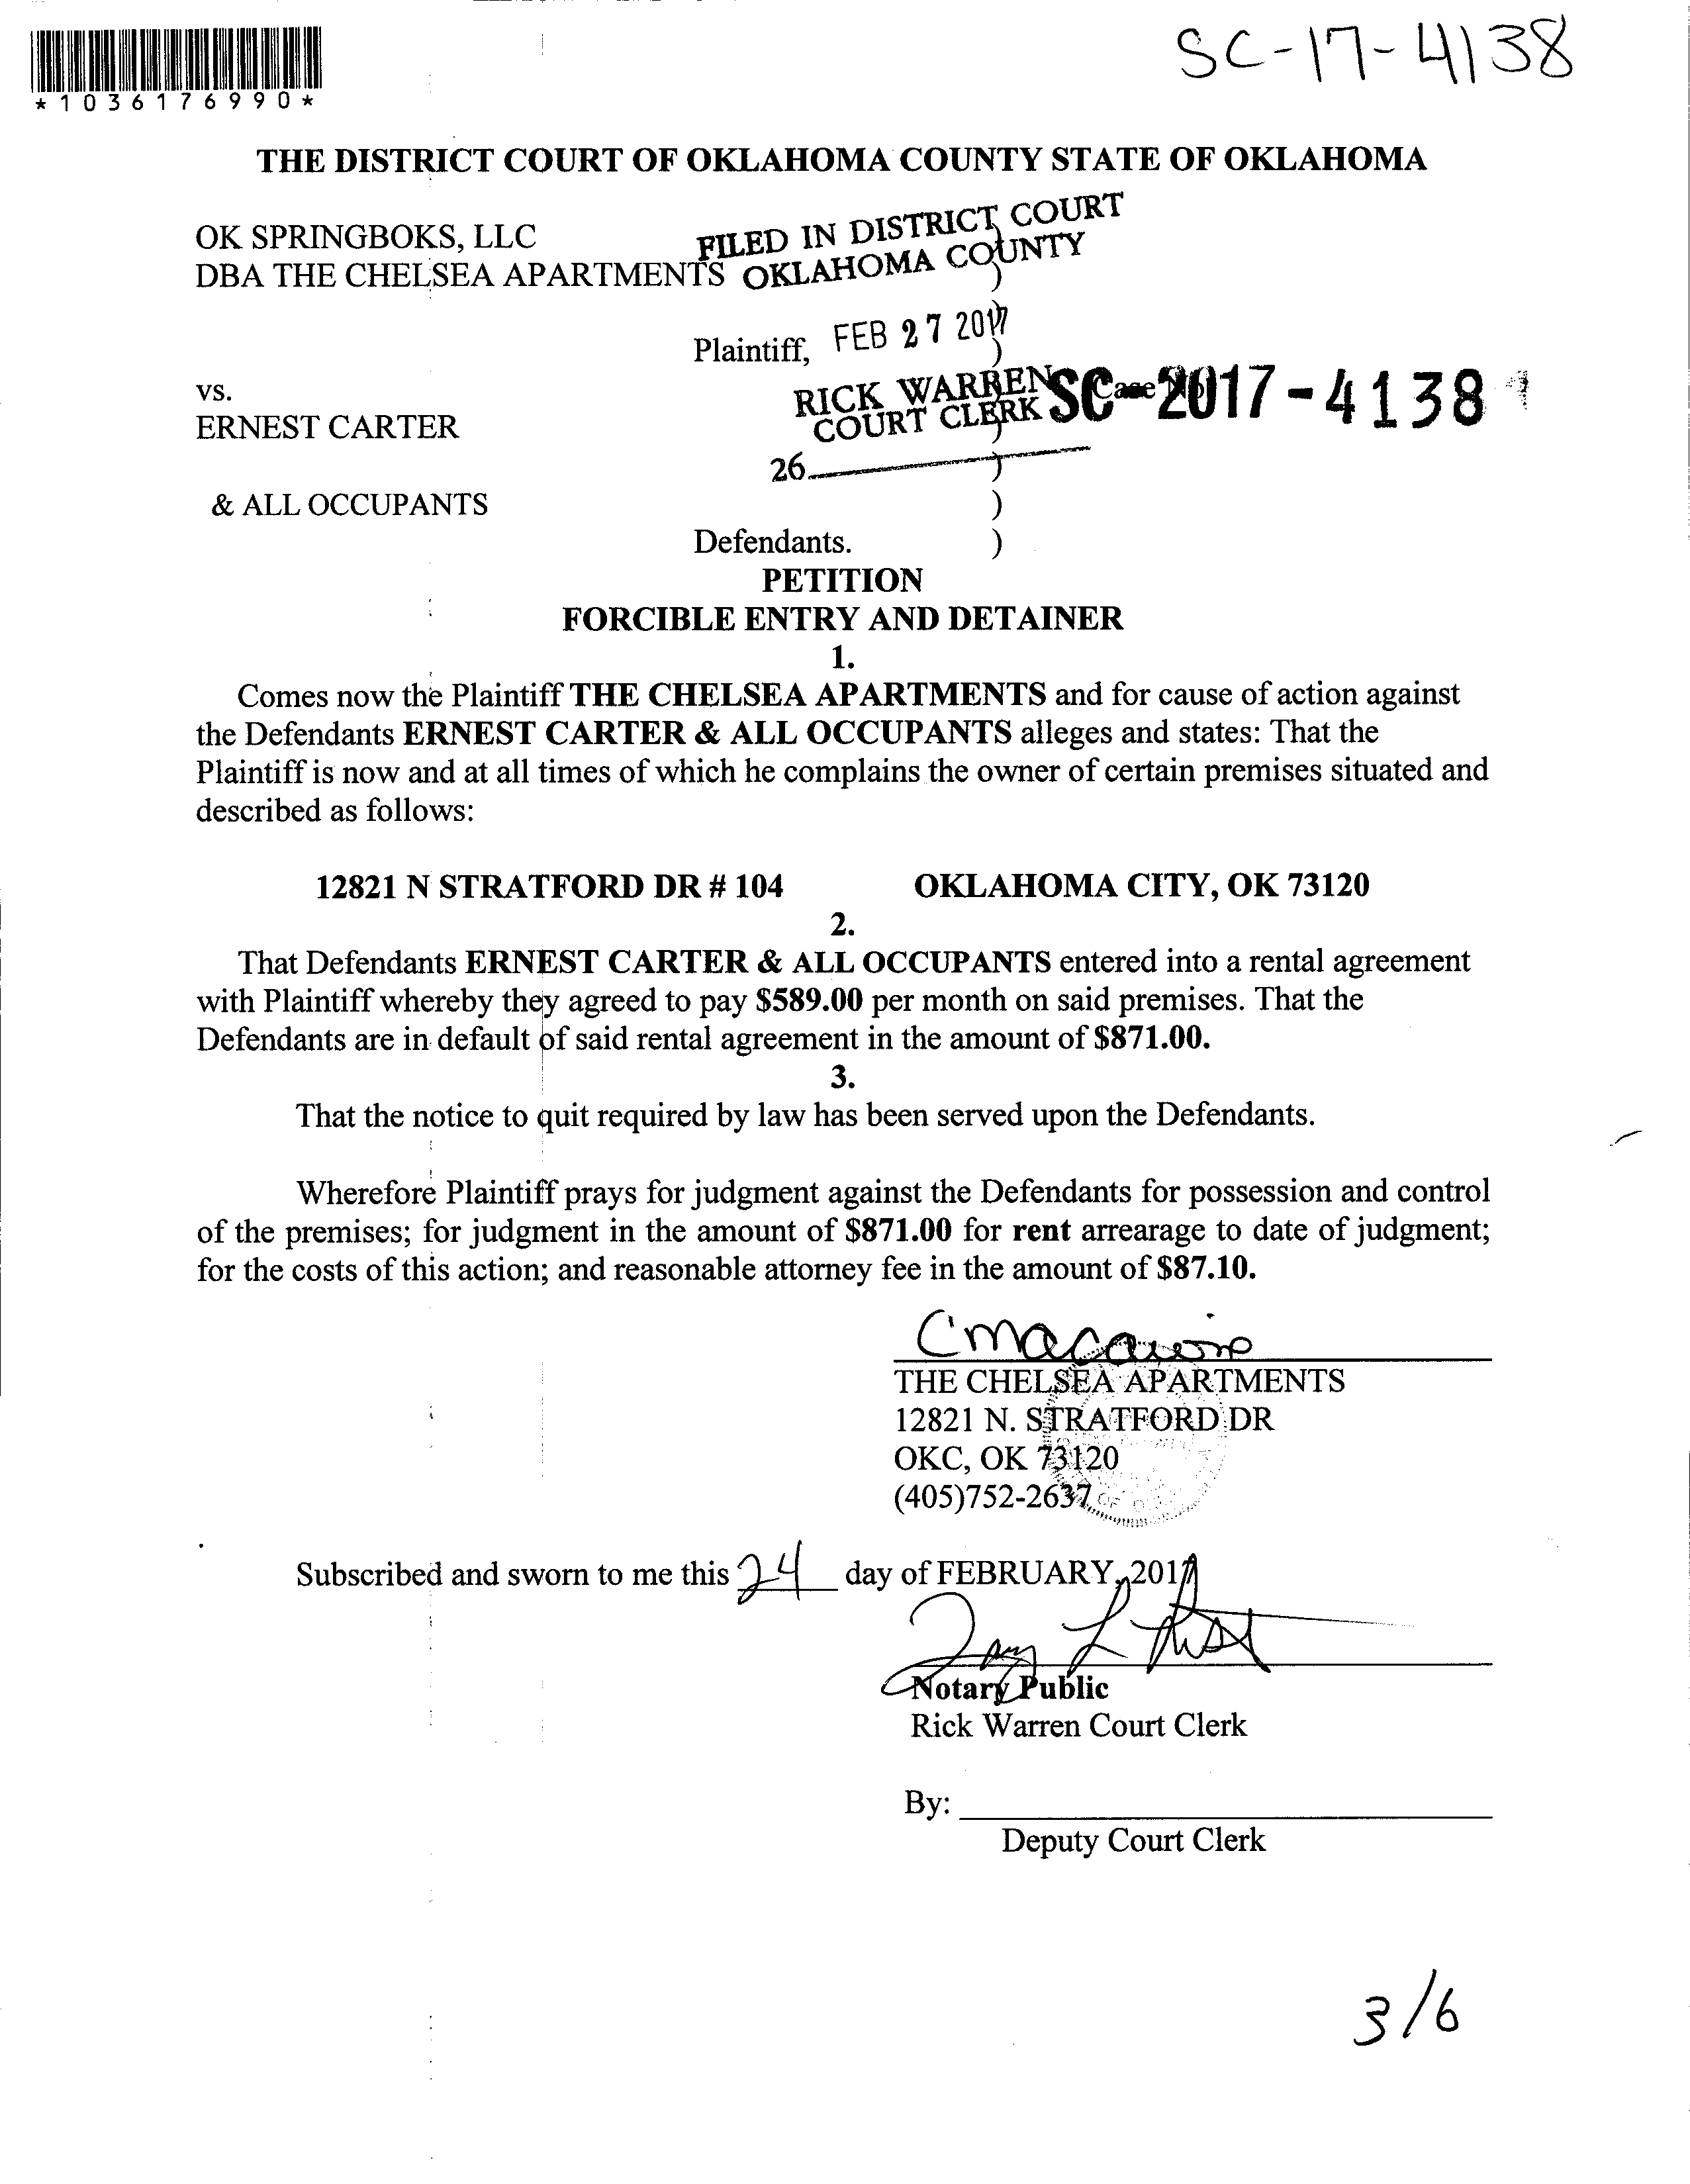 SC-17-4138
*1036176990*
THE DISTRICT COURT OF OKLAHOMA COUNTY STATE OF OKLAHOMA
OK SPRINGBOKS, LLC
DBA THE CHELSEA APARTMENTS )
FILED IN DISTRICT COURT
OKLAHOMA COUNTY
Plaintiff, )
FEB 27 2017
vs.
RICK WARREN
COURT CLERK
SC-2017-4138
ERNEST CARTER )
26 )
& ALL OCCUPANTS )
Defendants. )
PETITION
FORCIBLE ENTRY AND DETAINER
1.
Comes now the Plaintiff THE CHELSEA APARTMENTS and for cause of action against
the Defendants ERNEST CARTER & ALL OCCUPANTS alleges and states: That the
Plaintiff is now and at all times of which he complains the owner of certain premises situated and
described as follows:
12821 N STRATFORD DR # 104 OKLAHOMA CITY, OK 73120
2.
That Defendants ERNEST CARTER & ALL OCCUPANTS entered into a rental agreement
with Plaintiff whereby they agreed to pay $589.00 per month on said premises. That the
Defendants are in default of said rental agreement in the amount of $871.00.
3.
That the notice to quit required by law has been served upon the Defendants.
Wherefore Plaintiff prays for judgment against the Defendants for possession and control
of the premises; for judgment in the amount of $871.00 for rent arrearage to date of judgment;
for the costs of this action; and reasonable attorney fee in the amount of $87.10.
THE CHELSEA APARTMENTS
12821 N. STRATFORD DR
OKC, OK 73120
(405)752-2637
Subscribed and sworn to me this 24 day of FEBRUARY, 2017
Notary Public
Rick Warren Court Clerk
By:
Deputy Court Clerk
3/6